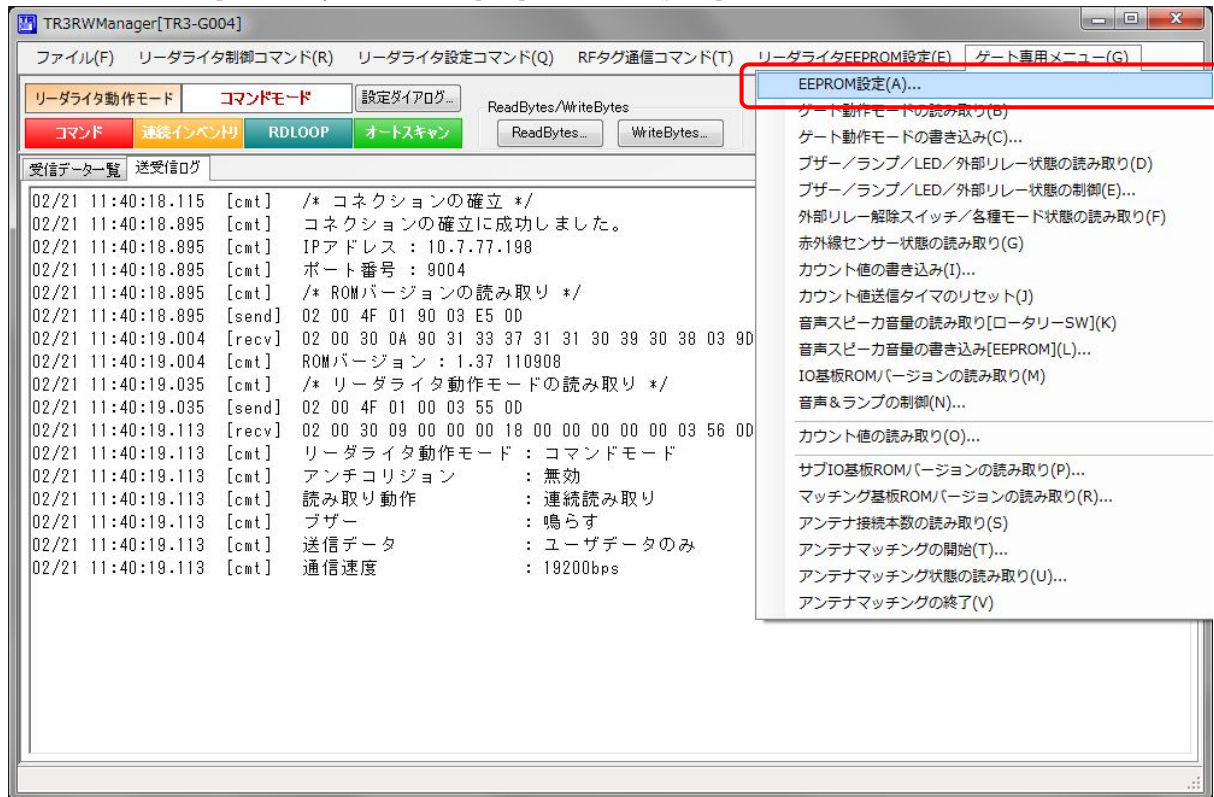 TR3RWManager[TR3-G004]
ファイル(F) リーダライタ制御コマンド(R) リーダライタ設定コマンド(Q) RFタグ通信コマンド(T) リーダライタEEPROM設定(E) ゲート専用メニュー(G)
リーダライタ動作モード コマンドモード 設定ダイアログ... ReadBytes/WriteBytes
コマンド 連続インベントリ RDLOOP オートスキャン ReadBytes... WriteBytes...
受信データ一覧 送受信ログ
02/21 11:40:18.115 [cmt] /* コネクションの確立 */
02/21 11:40:18.895 [cmt] コネクションの確立に成功しました。
02/21 11:40:18.895 [cmt] IPアドレス : 10.7.77.198
02/21 11:40:18.895 [cmt] ポート番号 : 9004
02/21 11:40:18.895 [cmt] /* ROMバージョンの読み取り */
02/21 11:40:18.895 [send] 02 00 4F 01 90 03 E5 0D
02/21 11:40:19.004 [recv] 02 00 30 0A 90 31 33 37 31 31 30 39 30 38 03 9D
02/21 11:40:19.004 [cmt] ROMバージョン : 1.37 110908
02/21 11:40:19.035 [cmt] /* リーダライタ動作モードの読み取り */
02/21 11:40:19.035 [send] 02 00 4F 01 00 03 55 0D
02/21 11:40:19.113 [recv] 02 00 30 09 00 00 00 18 00 00 00 00 00 03 56 0D
02/21 11:40:19.113 [cmt] リーダライタ動作モード : コマンドモード
02/21 11:40:19.113 [cmt] アンチコリジョン : 無効
02/21 11:40:19.113 [cmt] 読み取り動作 : 連続読み取り
02/21 11:40:19.113 [cmt] ブザー : 鳴らす
02/21 11:40:19.113 [cmt] 送信データ : ユーザデータのみ
02/21 11:40:19.113 [cmt] 通信速度 : 19200bps
EEPROM設定(A)...
ゲート動作モードの読み取り(B)
ゲート動作モードの書き込み(C)...
ブザー/ランプ/LED/外部リレー状態の読み取り(D)
ブザー/ランプ/LED/外部リレー状態の制御(E)...
外部リレー解除スイッチ/各種モード状態の読み取り(F)
赤外線センサー状態の読み取り(G)
カウント値の書き込み(I)...
カウント値送信タイマのリセット(J)
音声スピーカ音量の読み取り[ロータリーSW](K)
音声スピーカ音量の書き込み[EEPROM](L)...
IO基板ROMバージョンの読み取り(M)
音声&ランプの制御(N)...
カウント値の読み取り(O)...
サブIO基板ROMバージョンの読み取り(P)...
マッチング基板ROMバージョンの読み取り(R)...
アンテナ接続本数の読み取り(S)
アンテナマッチングの開始(T)...
アンテナマッチング状態の読み取り(U)...
アンテナマッチングの終了(V)